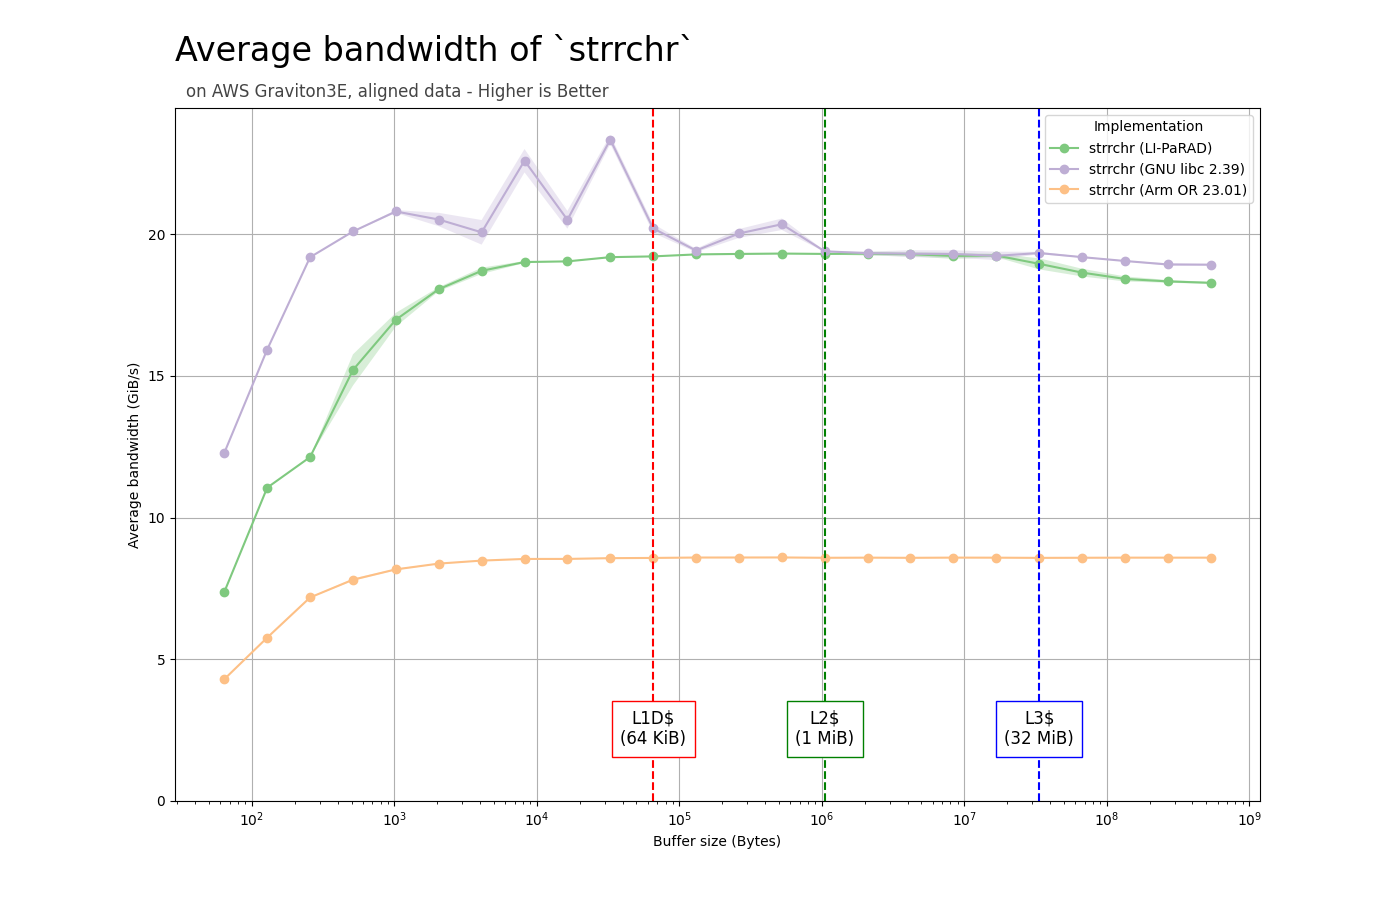 Average bandwidth of `strrchr`
on AWS Graviton3E, aligned data - Higher is Better
Implementation
strrchr (LI-PaRAD)
strrchr (GNU libc 2.39)
strrchr (Arm OR 23.01)
Average bandwidth (GiB/s)
20
15
10
5
0
L1D$
(64 KiB)
L2$
(1 MiB)
L3$
(32 MiB)
10²
10³
10⁴
10⁵
10⁶
10⁷
10⁸
10⁹
Buffer size (Bytes)